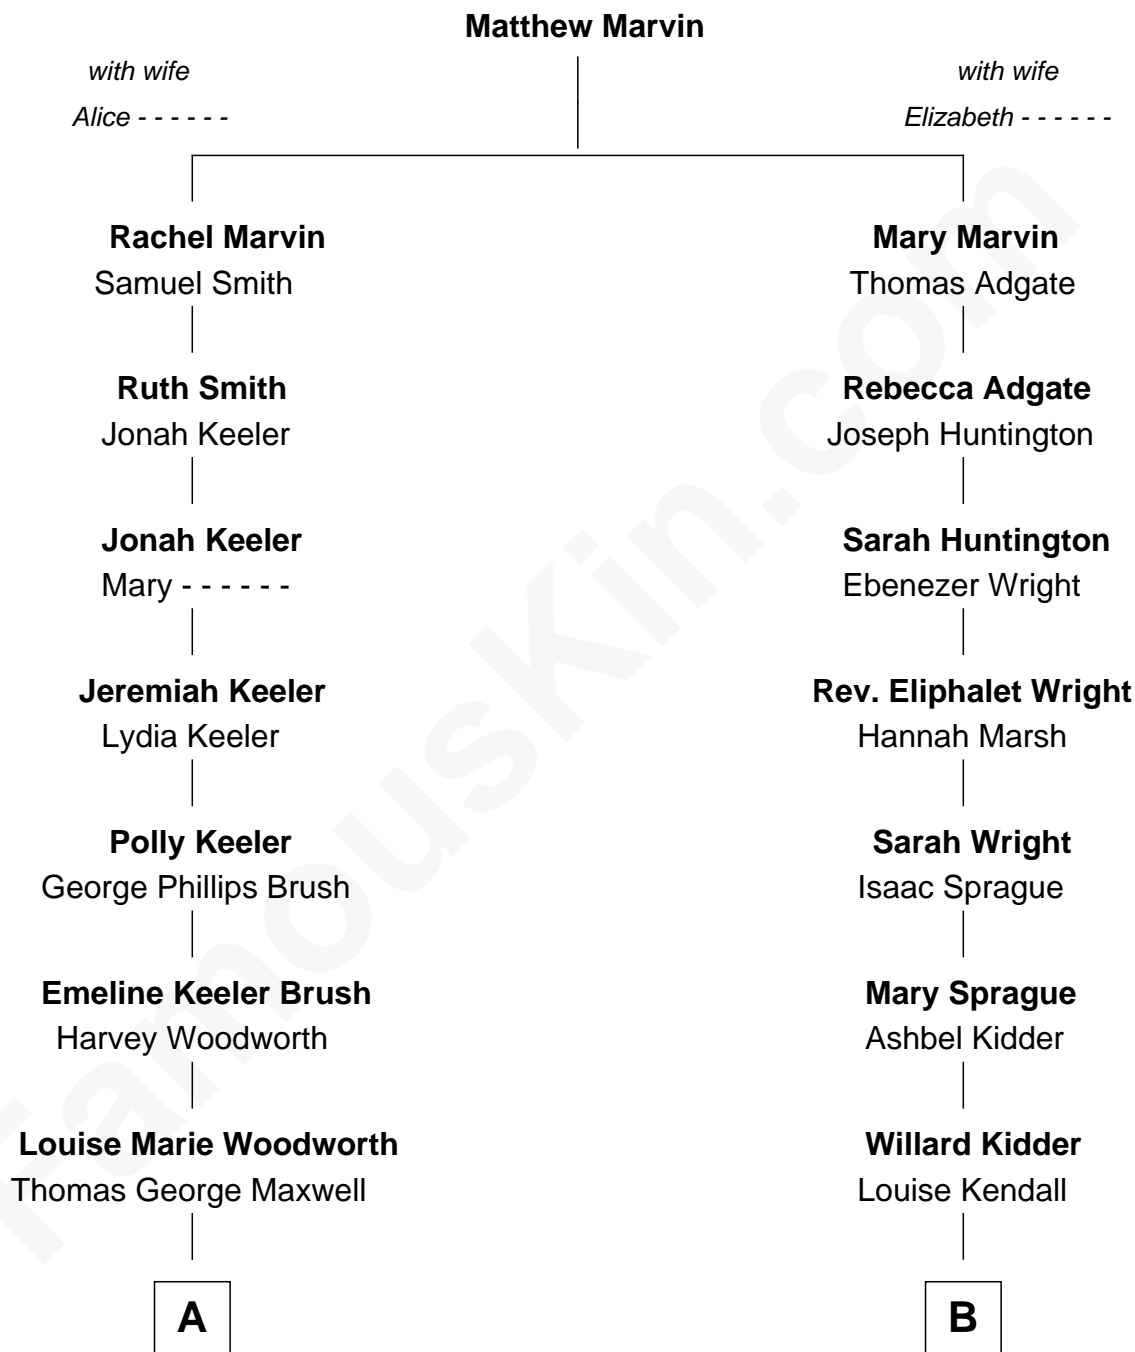 Matthew Marvin
with wife
Alice - - - - - -
with wife
Elizabeth - - - - - -
Rachel Marvin
Samuel Smith
Mary Marvin
Thomas Adgate
Ruth Smith
Jonah Keeler
Rebecca Adgate
Joseph Huntington
Jonah Keeler
Mary - - - - - -
Sarah Huntington
Ebenezer Wright
Jeremiah Keeler
Lydia Keeler
Rev. Eliphalet Wright
Hannah Marsh
Polly Keeler
George Phillips Brush
Sarah Wright
Isaac Sprague
Emeline Keeler Brush
Harvey Woodworth
Mary Sprague
Ashbel Kidder
Louise Marie Woodworth
Thomas George Maxwell
Willard Kidder
Louise Kendall
A
B
FamousKin.com